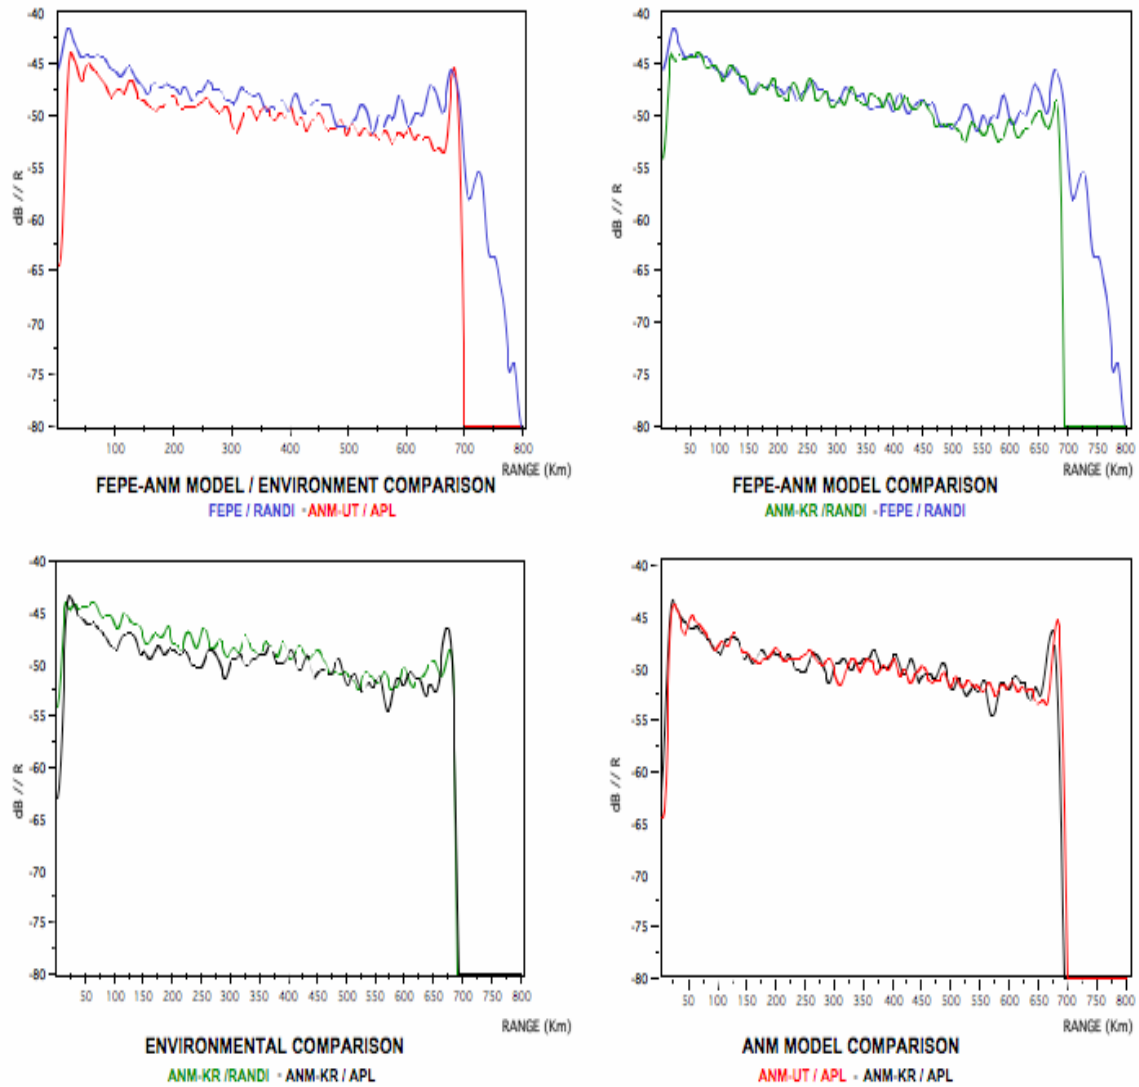 -40
-45
-50
-55
-60
-65
-70
-75
-80
dB // R
100 200 300 400 500 600 700 800
RANGE (Km)
FEPE-ANM MODEL / ENVIRONMENT COMPARISON
FEPE / RANDI - ANM-UT / APL
-40
-45
-50
-55
-60
-65
-70
-75
-80
dB // R
50 100 150 200 250 300 350 400 450 500 550 600 650 700 750 800
RANGE (Km)
FEPE-ANM MODEL COMPARISON
ANM-KR /RANDI - FEPE / RANDI
-40
-45
-50
-55
-60
-65
-70
-75
-80
dB // R
50 100 150 200 250 300 350 400 450 500 550 600 650 700 750 800
RANGE (Km)
ENVIRONMENTAL COMPARISON
ANM-KR /RANDI - ANM-KR / APL
-40
-45
-50
-55
-60
-65
-70
-75
-80
dB // R
50 100 150 200 250 300 350 400 450 500 550 600 650 700 750 800
RANGE (Km)
ANM MODEL COMPARISON
ANM-UT / APL - ANM-KR / APL